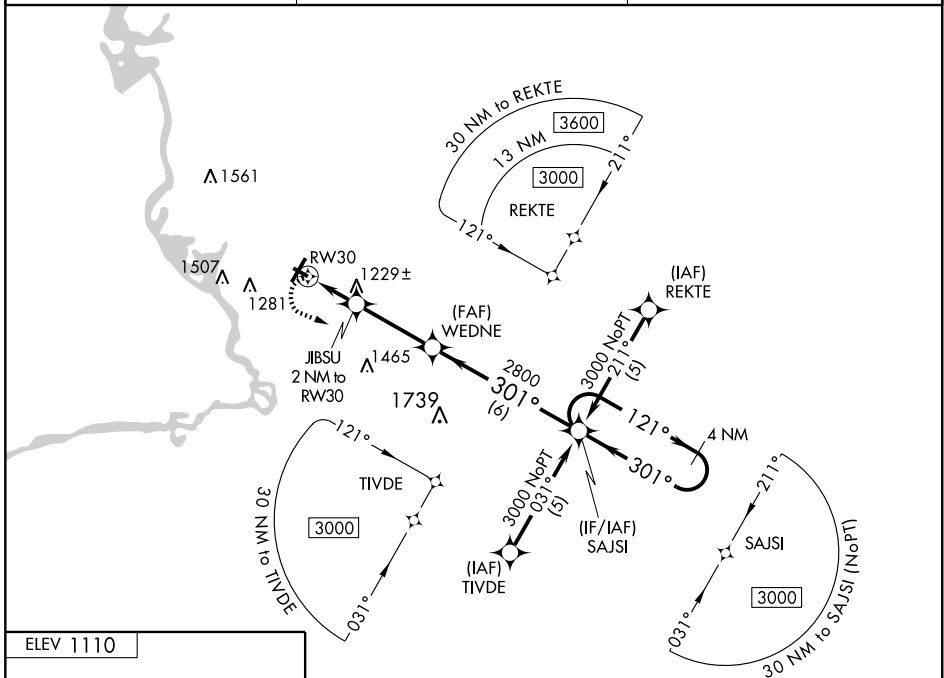 30 NM to REKTE
3600
13 NM
3000
REKTE
211°
121°
1561
RW30
1507
1281
1229±
(FAF)
WEDNE
(IAF)
REKTE
JIBSU
2 NM to
RW30
1465
1739
2800
301°
(6)
3000 NoPT
211°
(5)
121°
4 NM
301°
3000 NoPT
031°
(5)
(IF/IAF)
SAJSI
(IAF)
TIVDE
121°
TIVDE
3000
30 NM to TIVDE
031°
211°
SAJSI
3000
031°
30 NM to SAJSI (NoPT)
ELEV 1110